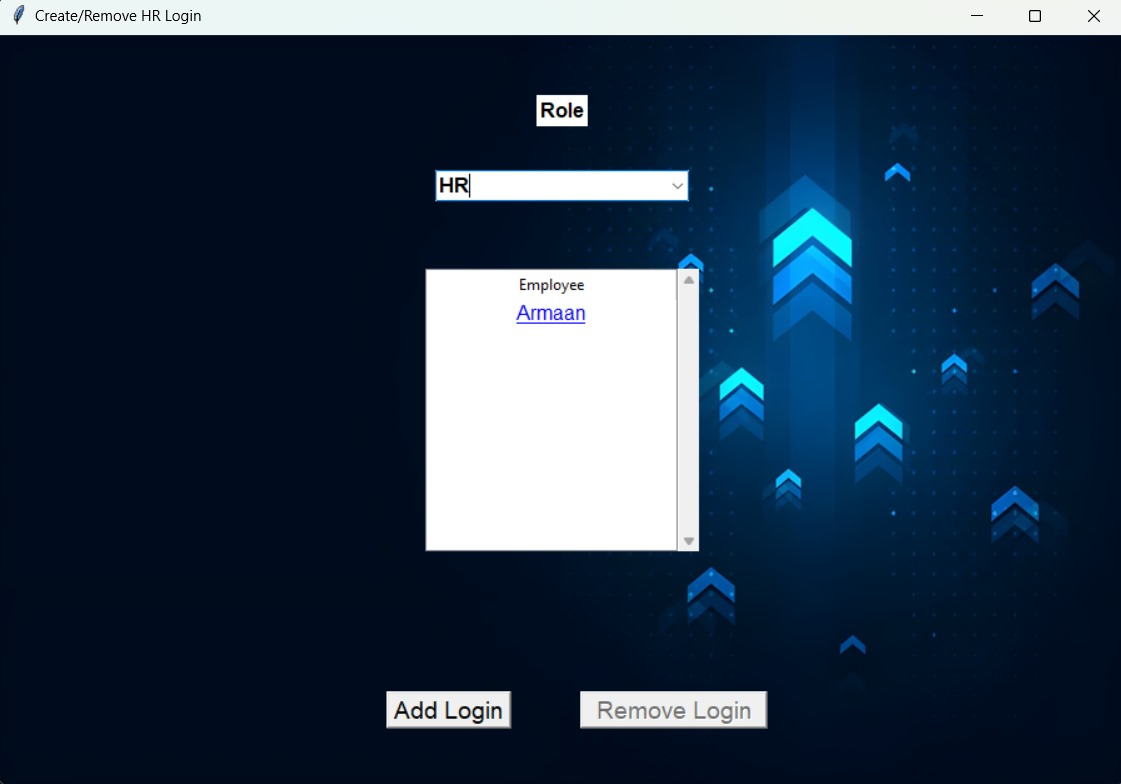 Create/Remove HR Login
Role
HR
Employee
Armaan
Add Login
Remove Login